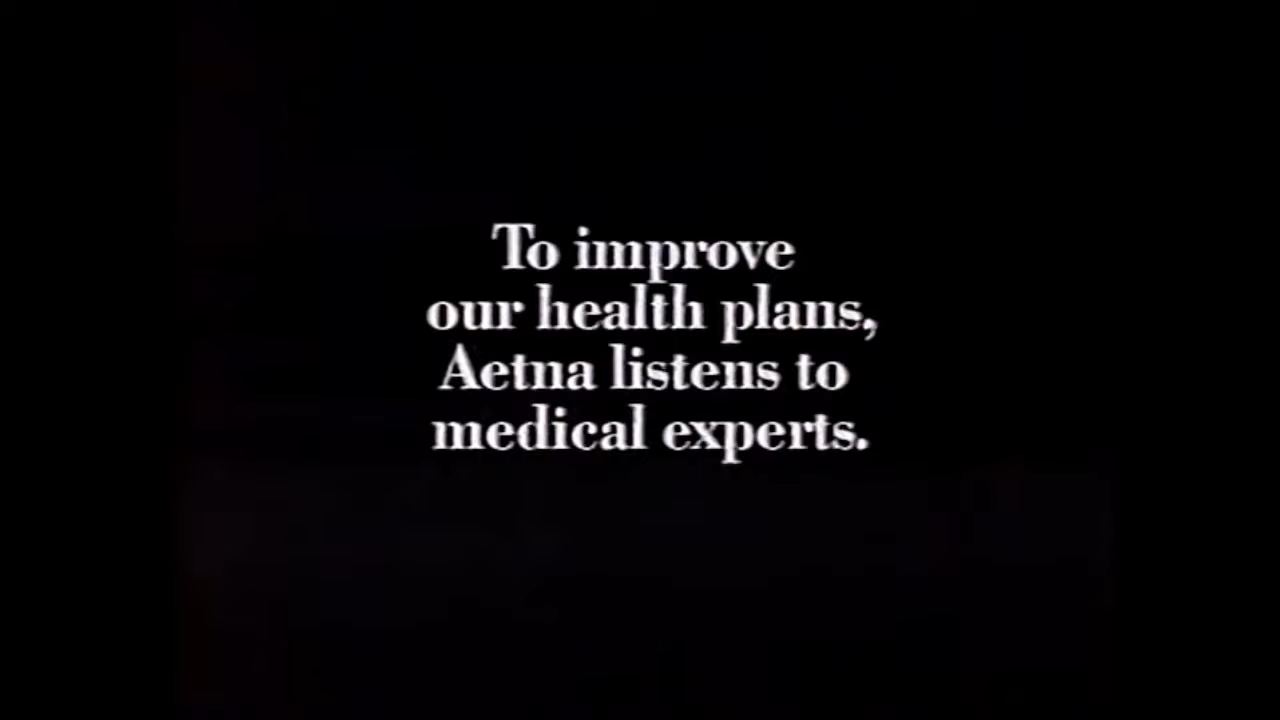 To improve
our health plans,
Aetna listens to
medical experts.